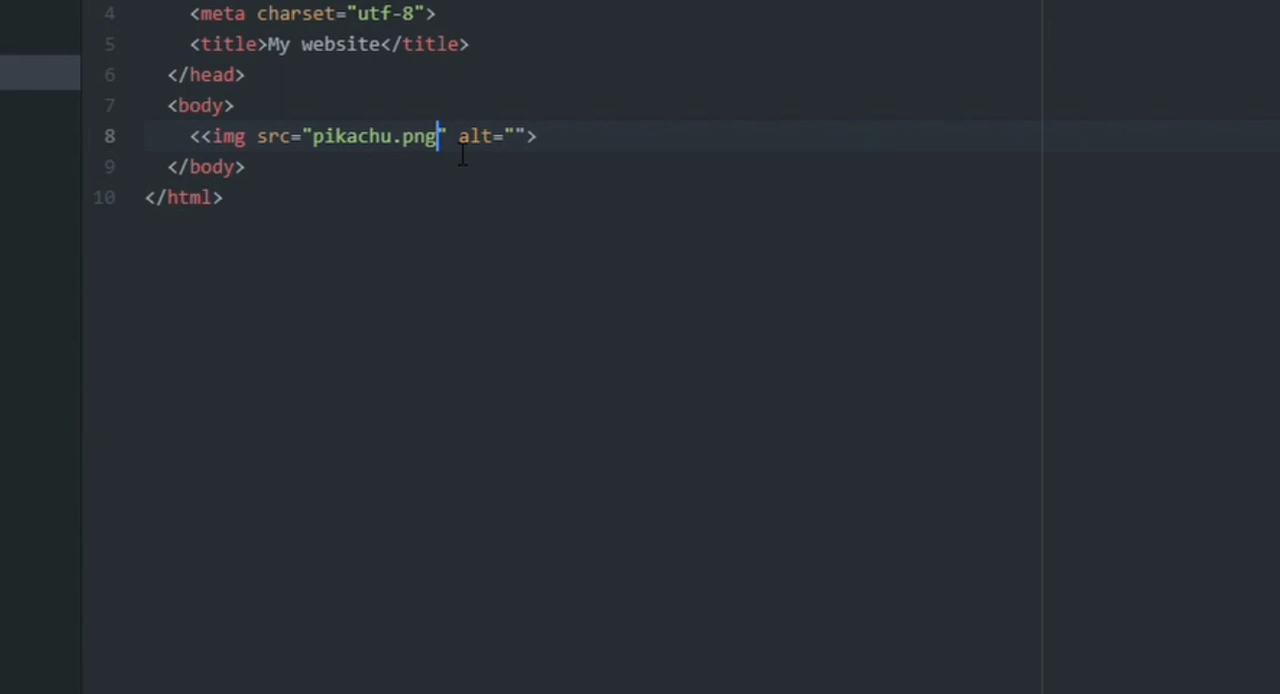 4 <meta charset="utf-8">
5 <title>My website</title>
6 </head>
7 <body>
8 <<img src="pikachu.png" alt="">
9 </body>
10 </html>